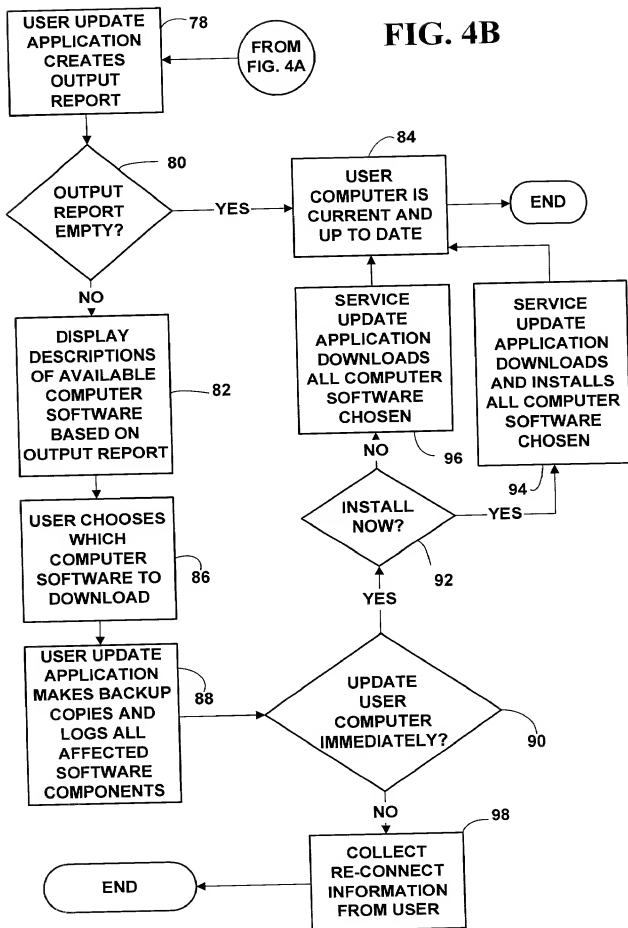 FIG. 4B
USER UPDATE
APPLICATION
CREATES
OUTPUT
REPORT
78
FROM
FIG. 4A
80
OUTPUT
REPORT
EMPTY?
YES
84
USER
COMPUTER IS
CURRENT AND
UP TO DATE
END
NO
DISPLAY
DESCRIPTIONS
OF AVAILABLE
COMPUTER
SOFTWARE
BASED ON
OUTPUT REPORT
82
SERVICE
UPDATE
APPLICATION
DOWNLOADS
ALL COMPUTER
SOFTWARE
CHOSEN
96
SERVICE
UPDATE
APPLICATION
DOWNLOADS
AND INSTALLS
ALL COMPUTER
SOFTWARE
CHOSEN
94
NO
INSTALL
NOW?
YES
92
USER CHOOSES
WHICH
COMPUTER
SOFTWARE TO
DOWNLOAD
86
YES
USER UPDATE
APPLICATION
MAKES BACKUP
COPIES AND
LOGS ALL
AFFECTED
SOFTWARE
COMPONENTS
88
UPDATE
USER
COMPUTER
IMMEDIATELY?
90
NO
98
COLLECT
RE-CONNECT
INFORMATION
FROM USER
END